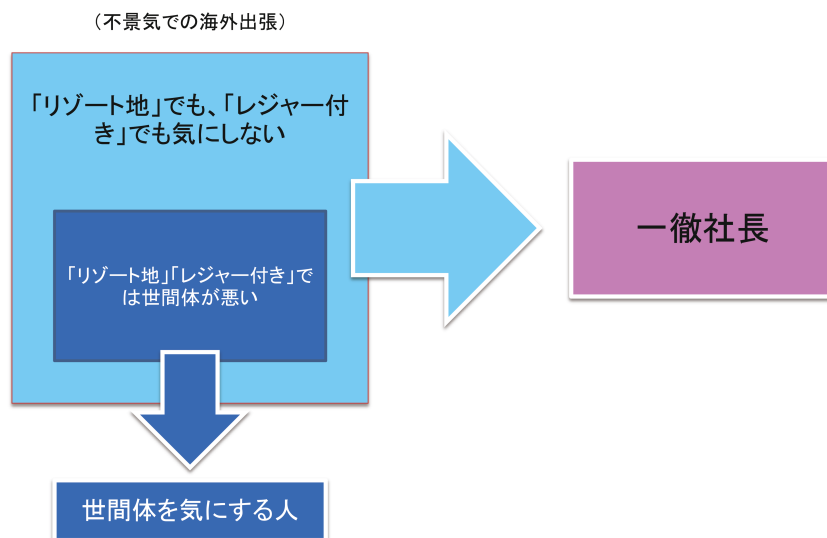 （不景気での海外出張）
「リゾート地」でも、「レジャー付
き」でも気にしない
「リゾート地」「レジャー付き」で
は世間体が悪い
一徹社長
世間体を気にする人